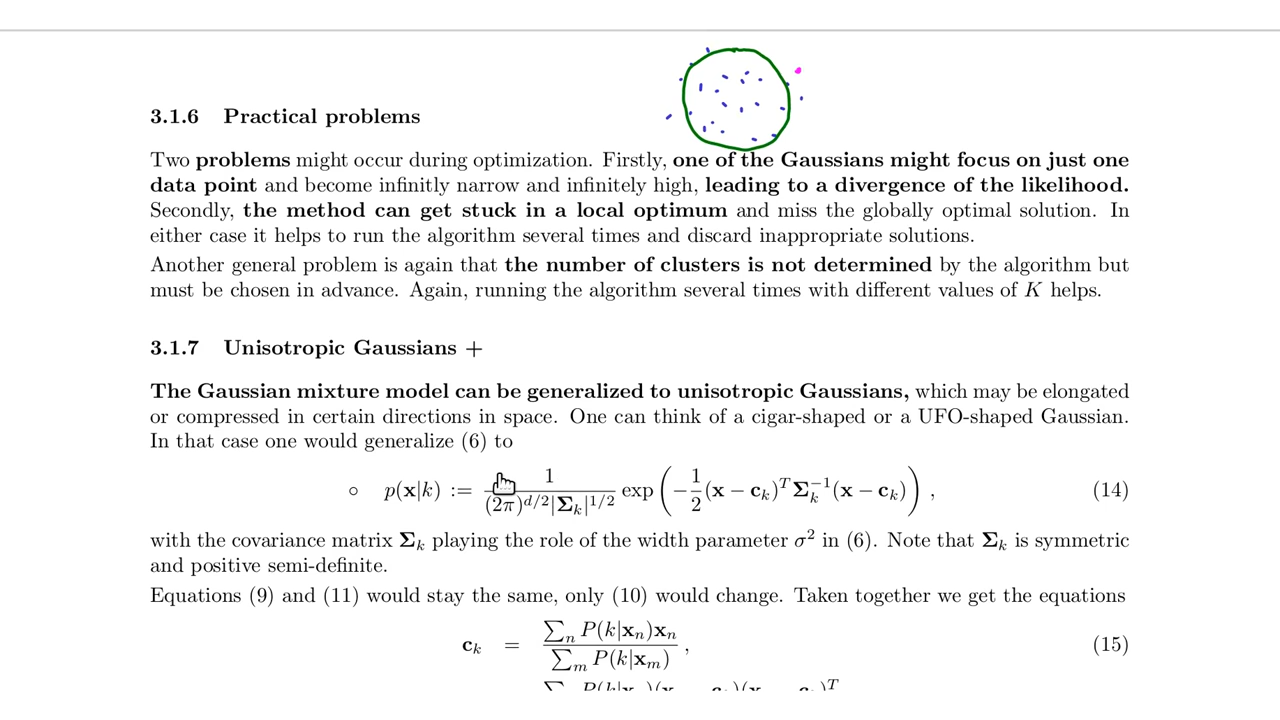 3.1.6 Practical problems
Two problems might occur during optimization. Firstly, one of the Gaussians might focus on just one
data point and become infinitly narrow and infinitely high, leading to a divergence of the likelihood.
Secondly, the method can get stuck in a local optimum and miss the globally optimal solution. In
either case it helps to run the algorithm several times and discard inappropriate solutions.
Another general problem is again that the number of clusters is not determined by the algorithm but
must be chosen in advance. Again, running the algorithm several times with different values of K helps.
3.1.7 Unisotropic Gaussians +
The Gaussian mixture model can be generalized to unisotropic Gaussians, which may be elongated
or compressed in certain directions in space. One can think of a cigar-shaped or a UFO-shaped Gaussian.
In that case one would generalize (6) to
◦ p(x|k) := 1 / ((2π)^{d/2}|Σ_k|^{1/2}) exp(−1/2 (x − c_k)^T Σ_k^{−1}(x − c_k)) , (14)
with the covariance matrix Σ_k playing the role of the width parameter σ² in (6). Note that Σ_k is symmetric
and positive semi-definite.
Equations (9) and (11) would stay the same, only (10) would change. Taken together we get the equations
c_k = ∑_n P(k|x_n)x_n / ∑_m P(k|x_m) , (15)